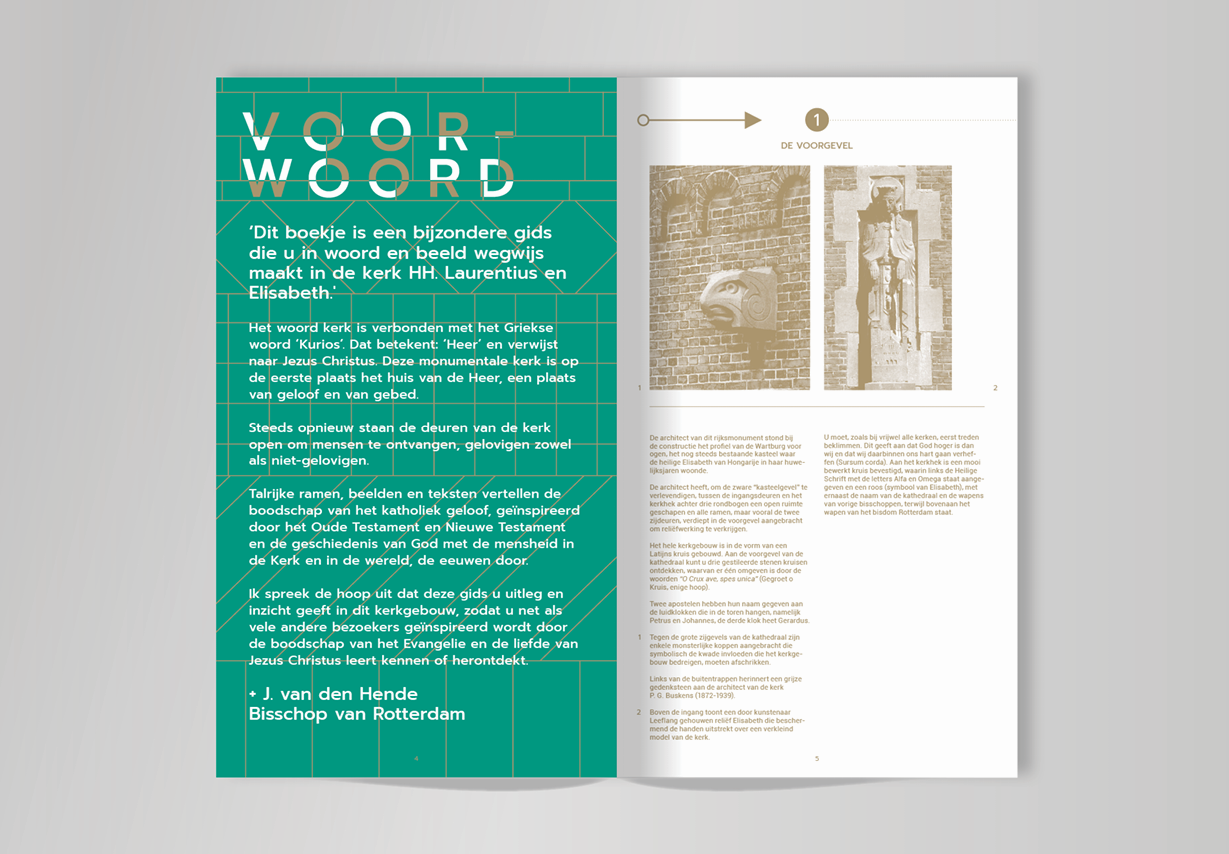 VOOR-
WOORD
‘Dit boekje is een bijzondere gids
die u in woord en beeld wegwijs
maakt in de kerk HH. Laurentius en
Elisabeth.'
Het woord kerk is verbonden met het Griekse
woord ‘Kurios’. Dat betekent: ‘Heer’ en verwijst
naar Jezus Christus. Deze monumentale kerk is op
de eerste plaats het huis van de Heer, een plaats
van geloof en van gebed.
Steeds opnieuw staan de deuren van de kerk
open om mensen te ontvangen, gelovigen zowel
als niet-gelovigen.
Talrijke ramen, beelden en teksten vertellen de
boodschap van het katholiek geloof, geïnspireerd
door het Oude Testament en Nieuwe Testament
en de geschiedenis van God met de mensheid in
de Kerk en in de wereld, de eeuwen door.
Ik spreek de hoop uit dat deze gids u uitleg en
inzicht geeft in dit kerkgebouw, zodat u net als
vele andere bezoekers geïnspireerd wordt door
de boodschap van het Evangelie en de liefde van
Jezus Christus leert kennen of herontdekt.
+ J. van den Hende
Bisschop van Rotterdam
4
1
DE VOORGEVEL
1
2
De architect van dit rijksmonument stond bij
de constructie het profiel van de Wartburg voor
ogen, het nog steeds bestaande kasteel waar
de heilige Elisabeth van Hongarije in haar huwe-
lijksjaren woonde.
De architect heeft, om de zware “kasteelgevel” te
verlevendigen, tussen de ingangsdeuren en het
kerkhek achter drie rondbogen een open ruimte
geschapen en alle ramen, maar vooral de twee
zijdeuren, verdiept in de voorgevel aangebracht
om reliëfwerking te verkrijgen.
Het hele kerkgebouw is in de vorm van een
Latijns kruis gebouwd. Aan de voorgevel van de
kathedraal kunt u drie gestileerde stenen kruisen
ontdekken, waarvan er één omgeven is door de
woorden “O Crux ave, spes unica” (Gegroet o
Kruis, enige hoop).
Twee apostelen hebben hun naam gegeven aan
de luidklokken die in de toren hangen, namelijk
Petrus en Johannes, de derde klok heet Gerardus.
1 Tegen de grote zijgevels van de kathedraal zijn
enkele monsterlijke koppen aangebracht die
symbolisch de kwade invloeden die het kerkge-
bouw bedreigen, moeten afschrikken.
Links van de buitentrappen herinnert een grijze
gedenksteen aan de architect van de kerk
P. G. Buskens (1872-1939).
2 Boven de ingang toont een door kunstenaar
Leeflang gehouwen reliëf Elisabeth die bescher-
mend de handen uitstrekt over een verkleind
model van de kerk.
U moet, zoals bij vrijwel alle kerken, eerst treden
beklimmen. Dit geeft aan dat God hoger is dan
wij en dat wij daarbinnen ons hart gaan verhef-
fen (Sursum corda). Aan het kerkhek is een mooi
bewerkt kruis bevestigd, waarin links de Heilige
Schrift met de letters Alfa en Omega staat aange-
geven en een roos (symbool van Elisabeth), met
ernaast de naam van de kathedraal en de wapens
van vorige bisschoppen, terwijl bovenaan het
wapen van het bisdom Rotterdam staat.
5